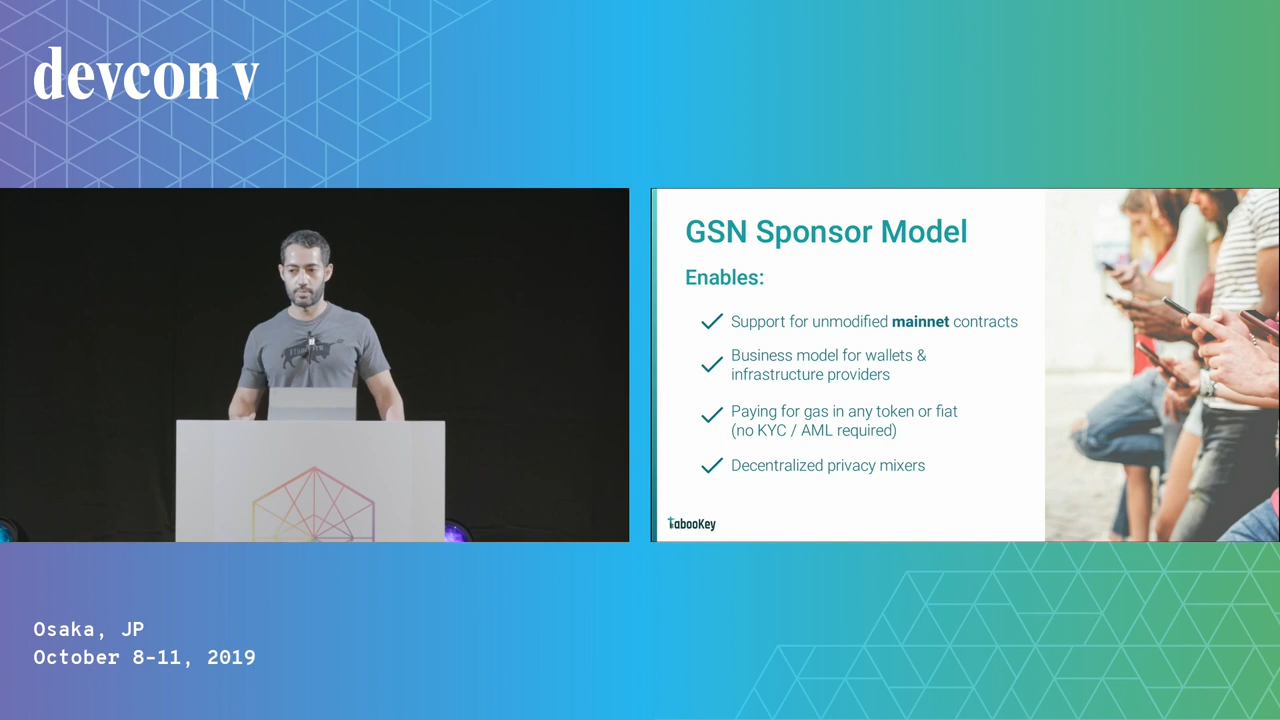 devcon v
GSN Sponsor Model
Enables:
Support for unmodified mainnet contracts
Business model for wallets &
infrastructure providers
Paying for gas in any token or fiat
(no KYC / AML required)
Decentralized privacy mixers
TabooKey
Osaka, JP
October 8-11, 2019